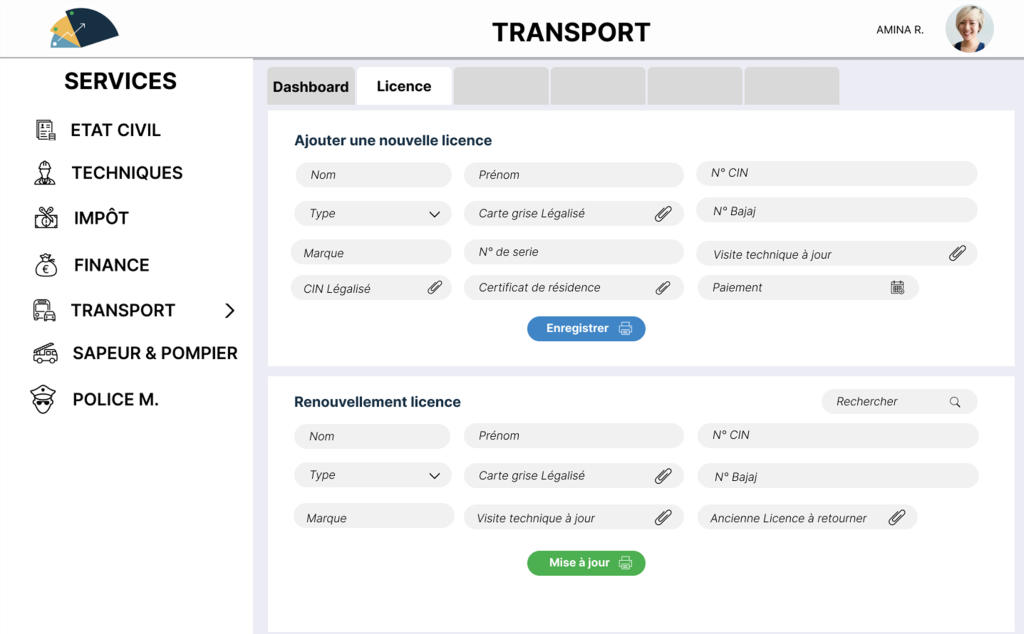 TRANSPORT
AMINA R.
SERVICES
ETAT CIVIL
TECHNIQUES
IMPÔT
FINANCE
TRANSPORT
SAPEUR & POMPIER
POLICE M.
Dashboard
Licence
Ajouter une nouvelle licence
Nom
Prénom
N° CIN
Type
Carte grise Légalisé
N° Bajaj
Marque
N° de serie
Visite technique à jour
CIN Légalisé
Certificat de résidence
Paiement
Enregistrer
Renouvellement licence
Rechercher
Nom
Prénom
N° CIN
Type
Carte grise Légalisé
N° Bajaj
Marque
Visite technique à jour
Ancienne Licence à retourner
Mise à jour